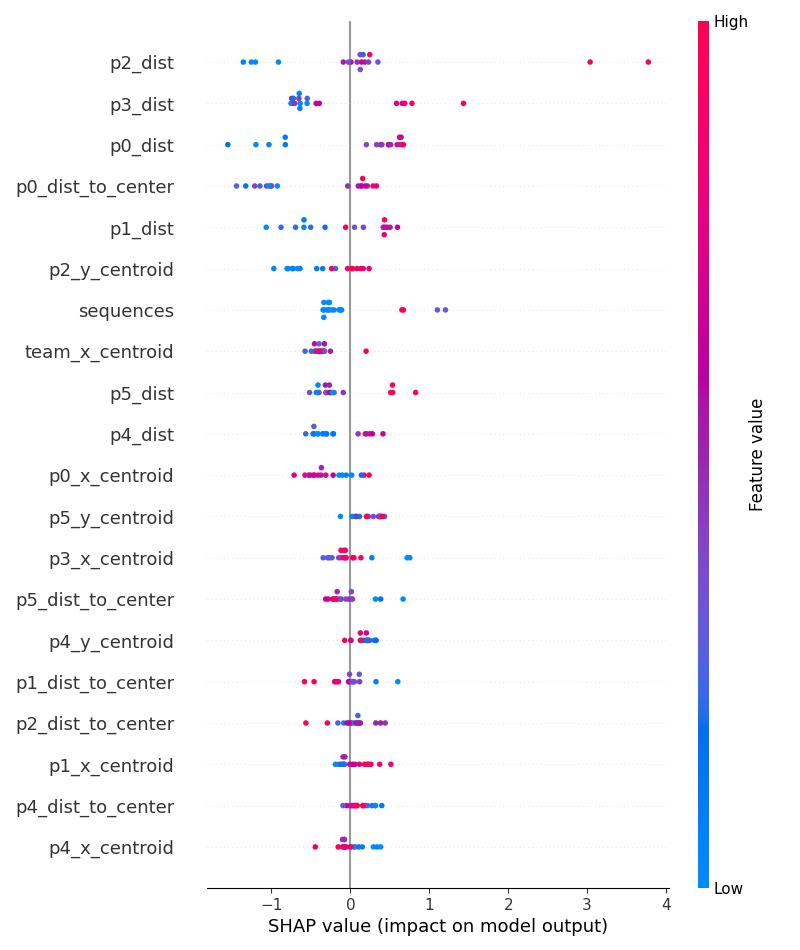 High
p2_dist
p3_dist
p0_dist
p0_dist_to_center
p1_dist
p2_y_centroid
sequences
team_x_centroid
p5_dist
p4_dist
p0_x_centroid
p5_y_centroid
p3_x_centroid
p5_dist_to_center
p4_y_centroid
p1_dist_to_center
p2_dist_to_center
p1_x_centroid
p4_dist_to_center
p4_x_centroid
Feature value
Low
−1 0 1 2 3 4
SHAP value (impact on model output)